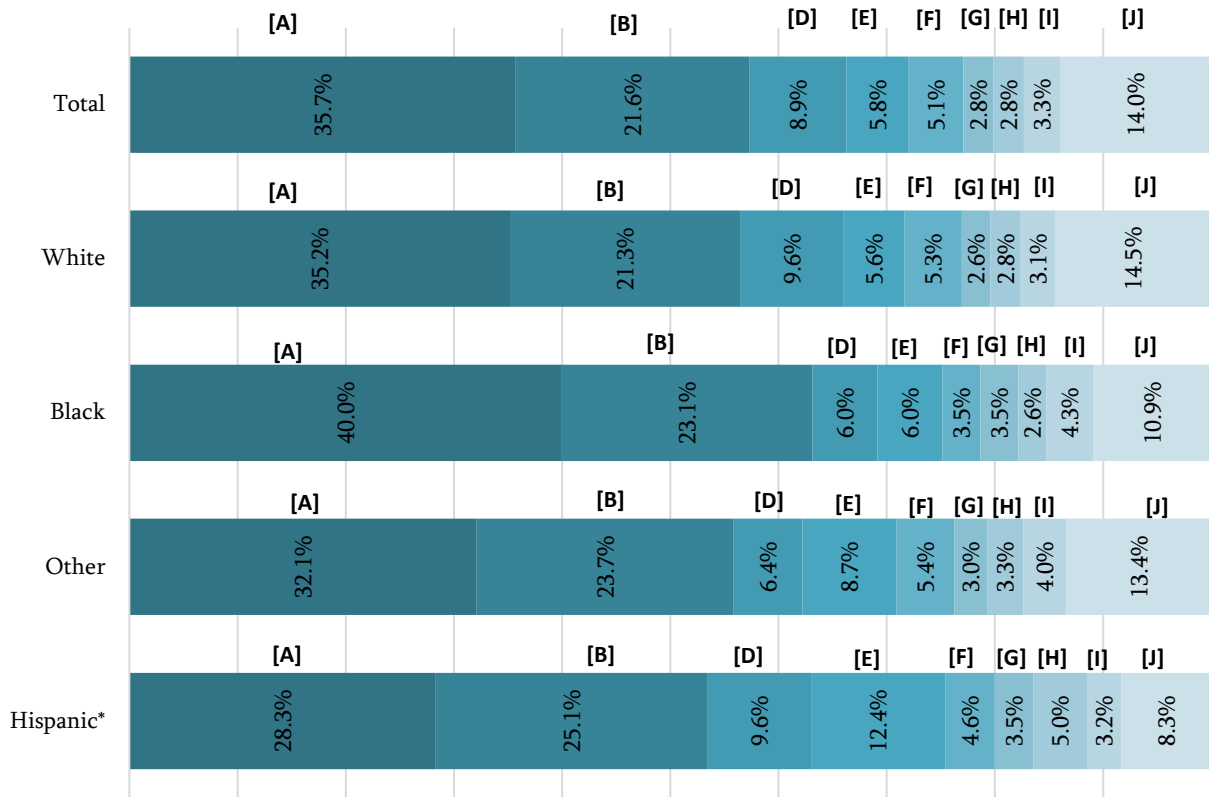 [A] [B] [D] [E] [F] [G] [H] [I] [J]
Total 35.7% 21.6% 8.9% 5.8% 5.1% 2.8% 2.8% 3.3% 14.0%
[A] [B] [D] [E] [F] [G] [H] [I] [J]
White 35.2% 21.3% 9.6% 5.6% 5.3% 2.6% 2.8% 3.1% 14.5%
[A] [B] [D] [E] [F] [G] [H] [I] [J]
Black 40.0% 23.1% 6.0% 6.0% 3.5% 3.5% 2.6% 4.3% 10.9%
[A] [B] [D] [E] [F] [G] [H] [I] [J]
Other 32.1% 23.7% 6.4% 8.7% 5.4% 3.0% 3.3% 4.0% 13.4%
[A] [B] [D] [E] [F] [G] [H] [I] [J]
Hispanic* 28.3% 25.1% 9.6% 12.4% 4.6% 3.5% 5.0% 3.2% 8.3%